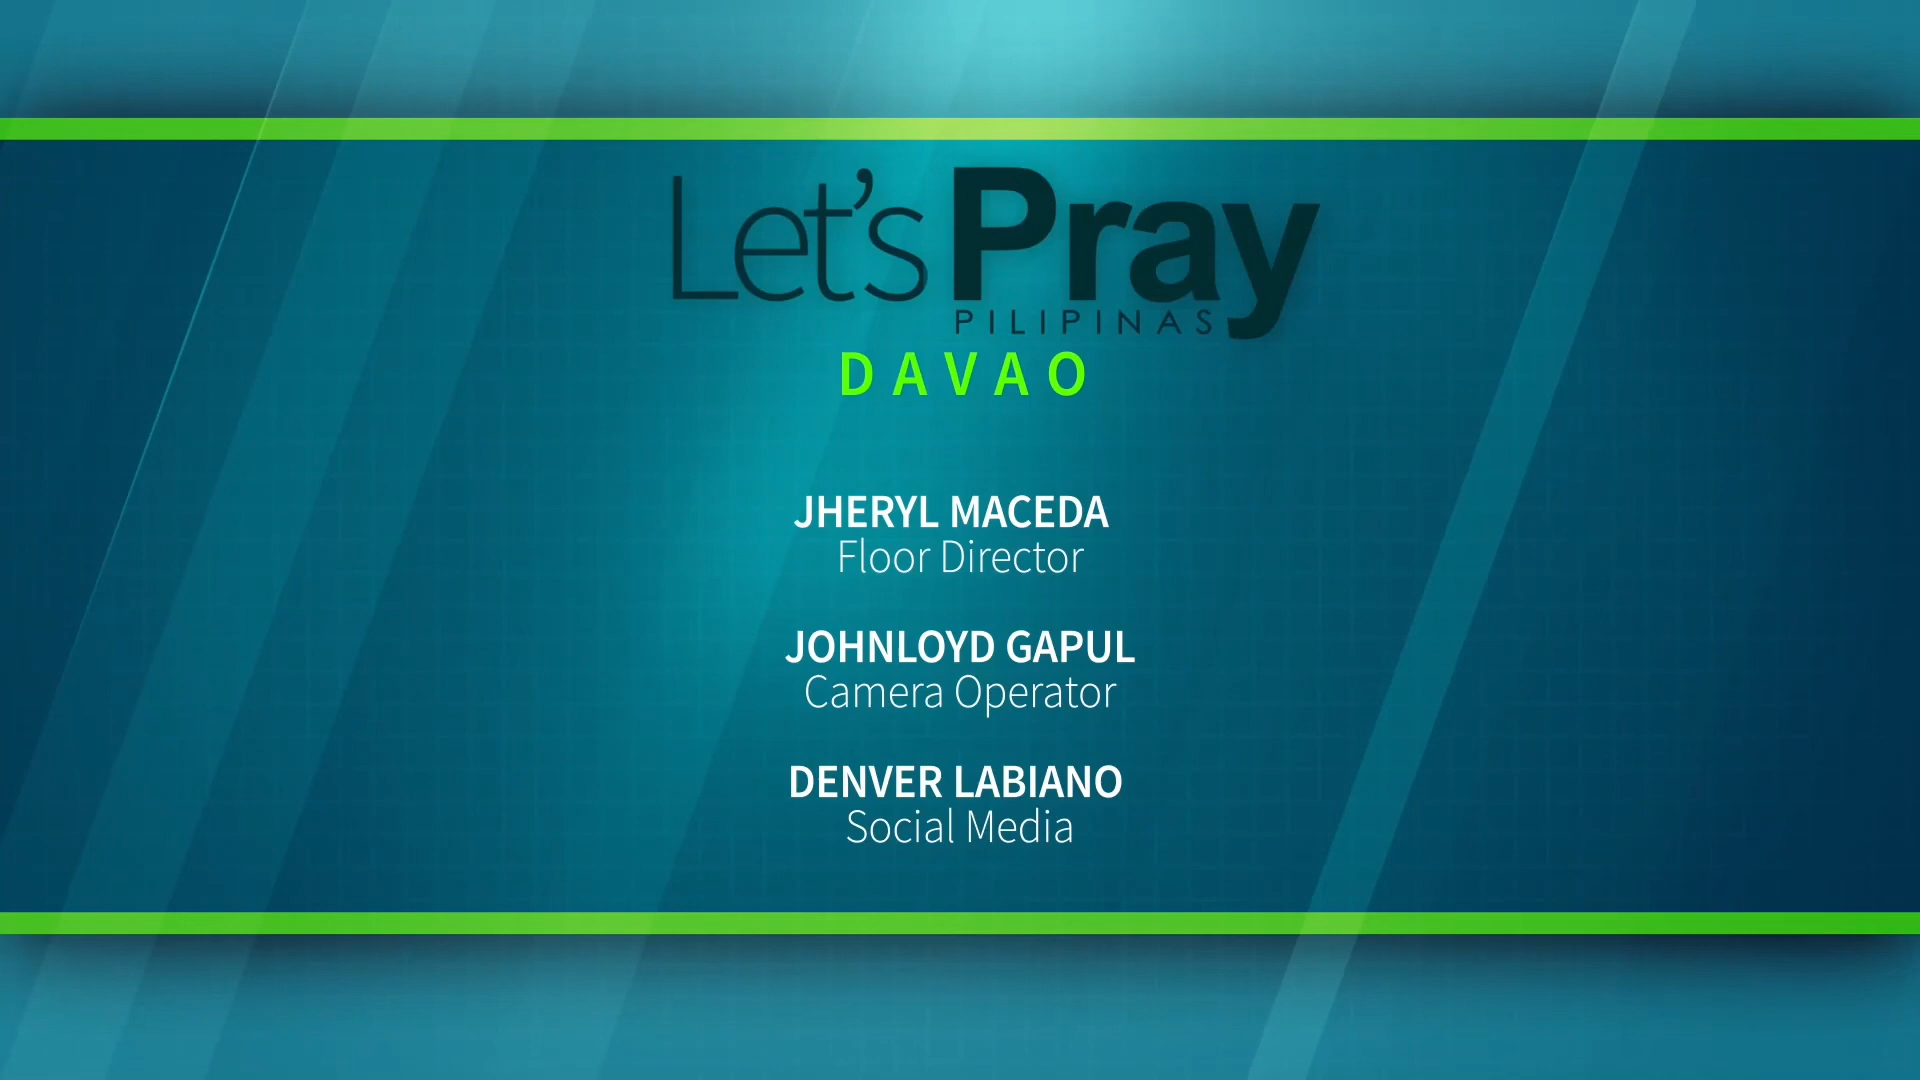 Let's Pray
PILIPINAS
DAVAO
JHERYL MACEDA
Floor Director
JOHNLOYD GAPUL
Camera Operator
DENVER LABIANO
Social Media